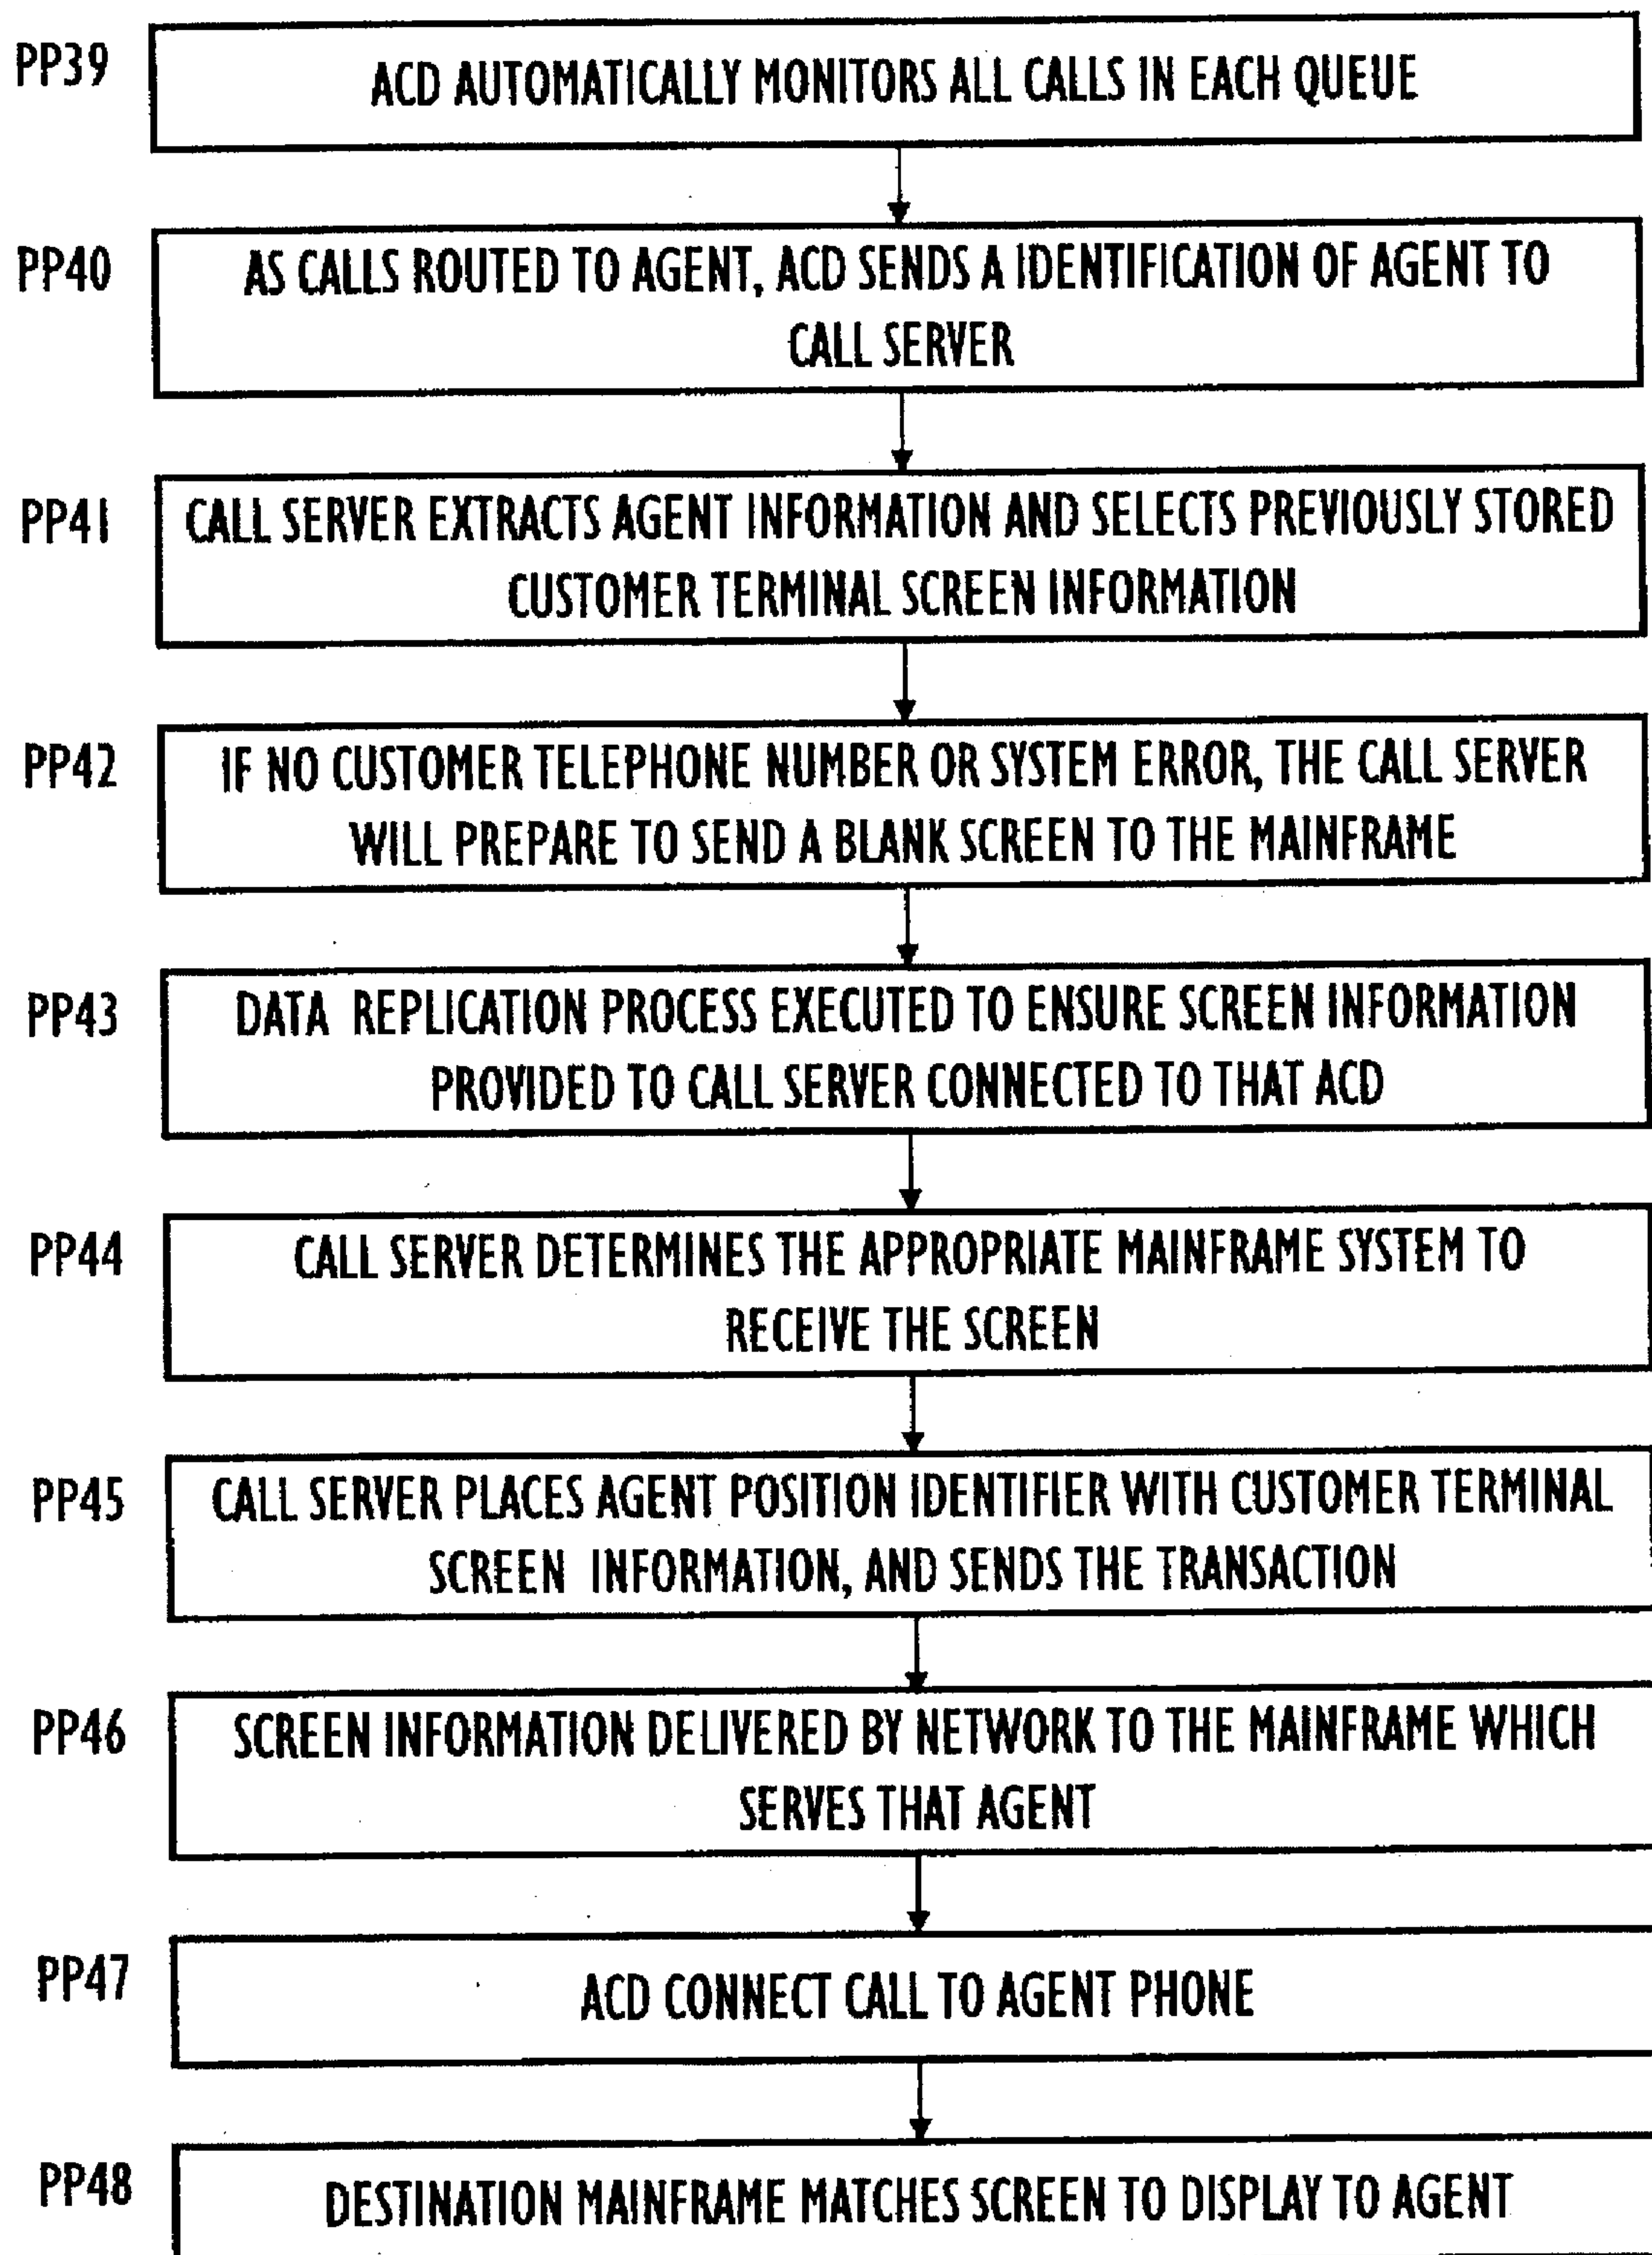 PP39
ACD AUTOMATICALLY MONITORS ALL CALLS IN EACH QUEUE
PP40
AS CALLS ROUTED TO AGENT, ACD SENDS A IDENTIFICATION OF AGENT TO
CALL SERVER
PP41
CALL SERVER EXTRACTS AGENT INFORMATION AND SELECTS PREVIOUSLY STORED
CUSTOMER TERMINAL SCREEN INFORMATION
PP42
IF NO CUSTOMER TELEPHONE NUMBER OR SYSTEM ERROR, THE CALL SERVER
WILL PREPARE TO SEND A BLANK SCREEN TO THE MAINFRAME
PP43
DATA REPLICATION PROCESS EXECUTED TO ENSURE SCREEN INFORMATION
PROVIDED TO CALL SERVER CONNECTED TO THAT ACD
PP44
CALL SERVER DETERMINES THE APPROPRIATE MAINFRAME SYSTEM TO
RECEIVE THE SCREEN
PP45
CALL SERVER PLACES AGENT POSITION IDENTIFIER WITH CUSTOMER TERMINAL
SCREEN INFORMATION, AND SENDS THE TRANSACTION
PP46
SCREEN INFORMATION DELIVERED BY NETWORK TO THE MAINFRAME WHICH
SERVES THAT AGENT
PP47
ACD CONNECT CALL TO AGENT PHONE
PP48
DESTINATION MAINFRAME MATCHES SCREEN TO DISPLAY TO AGENT